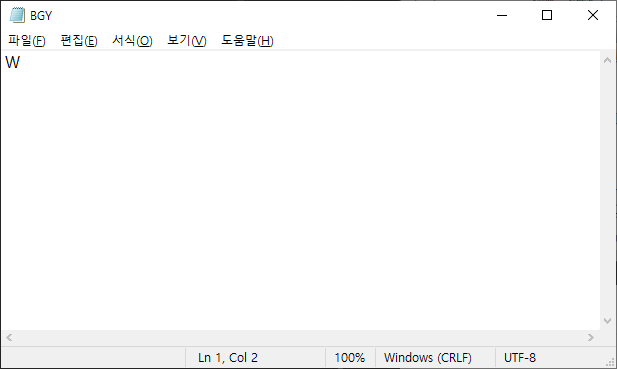 BGY
파일(F) 편집(E) 서식(O) 보기(V) 도움말(H)
W
Ln 1, Col 2 100% Windows (CRLF) UTF-8